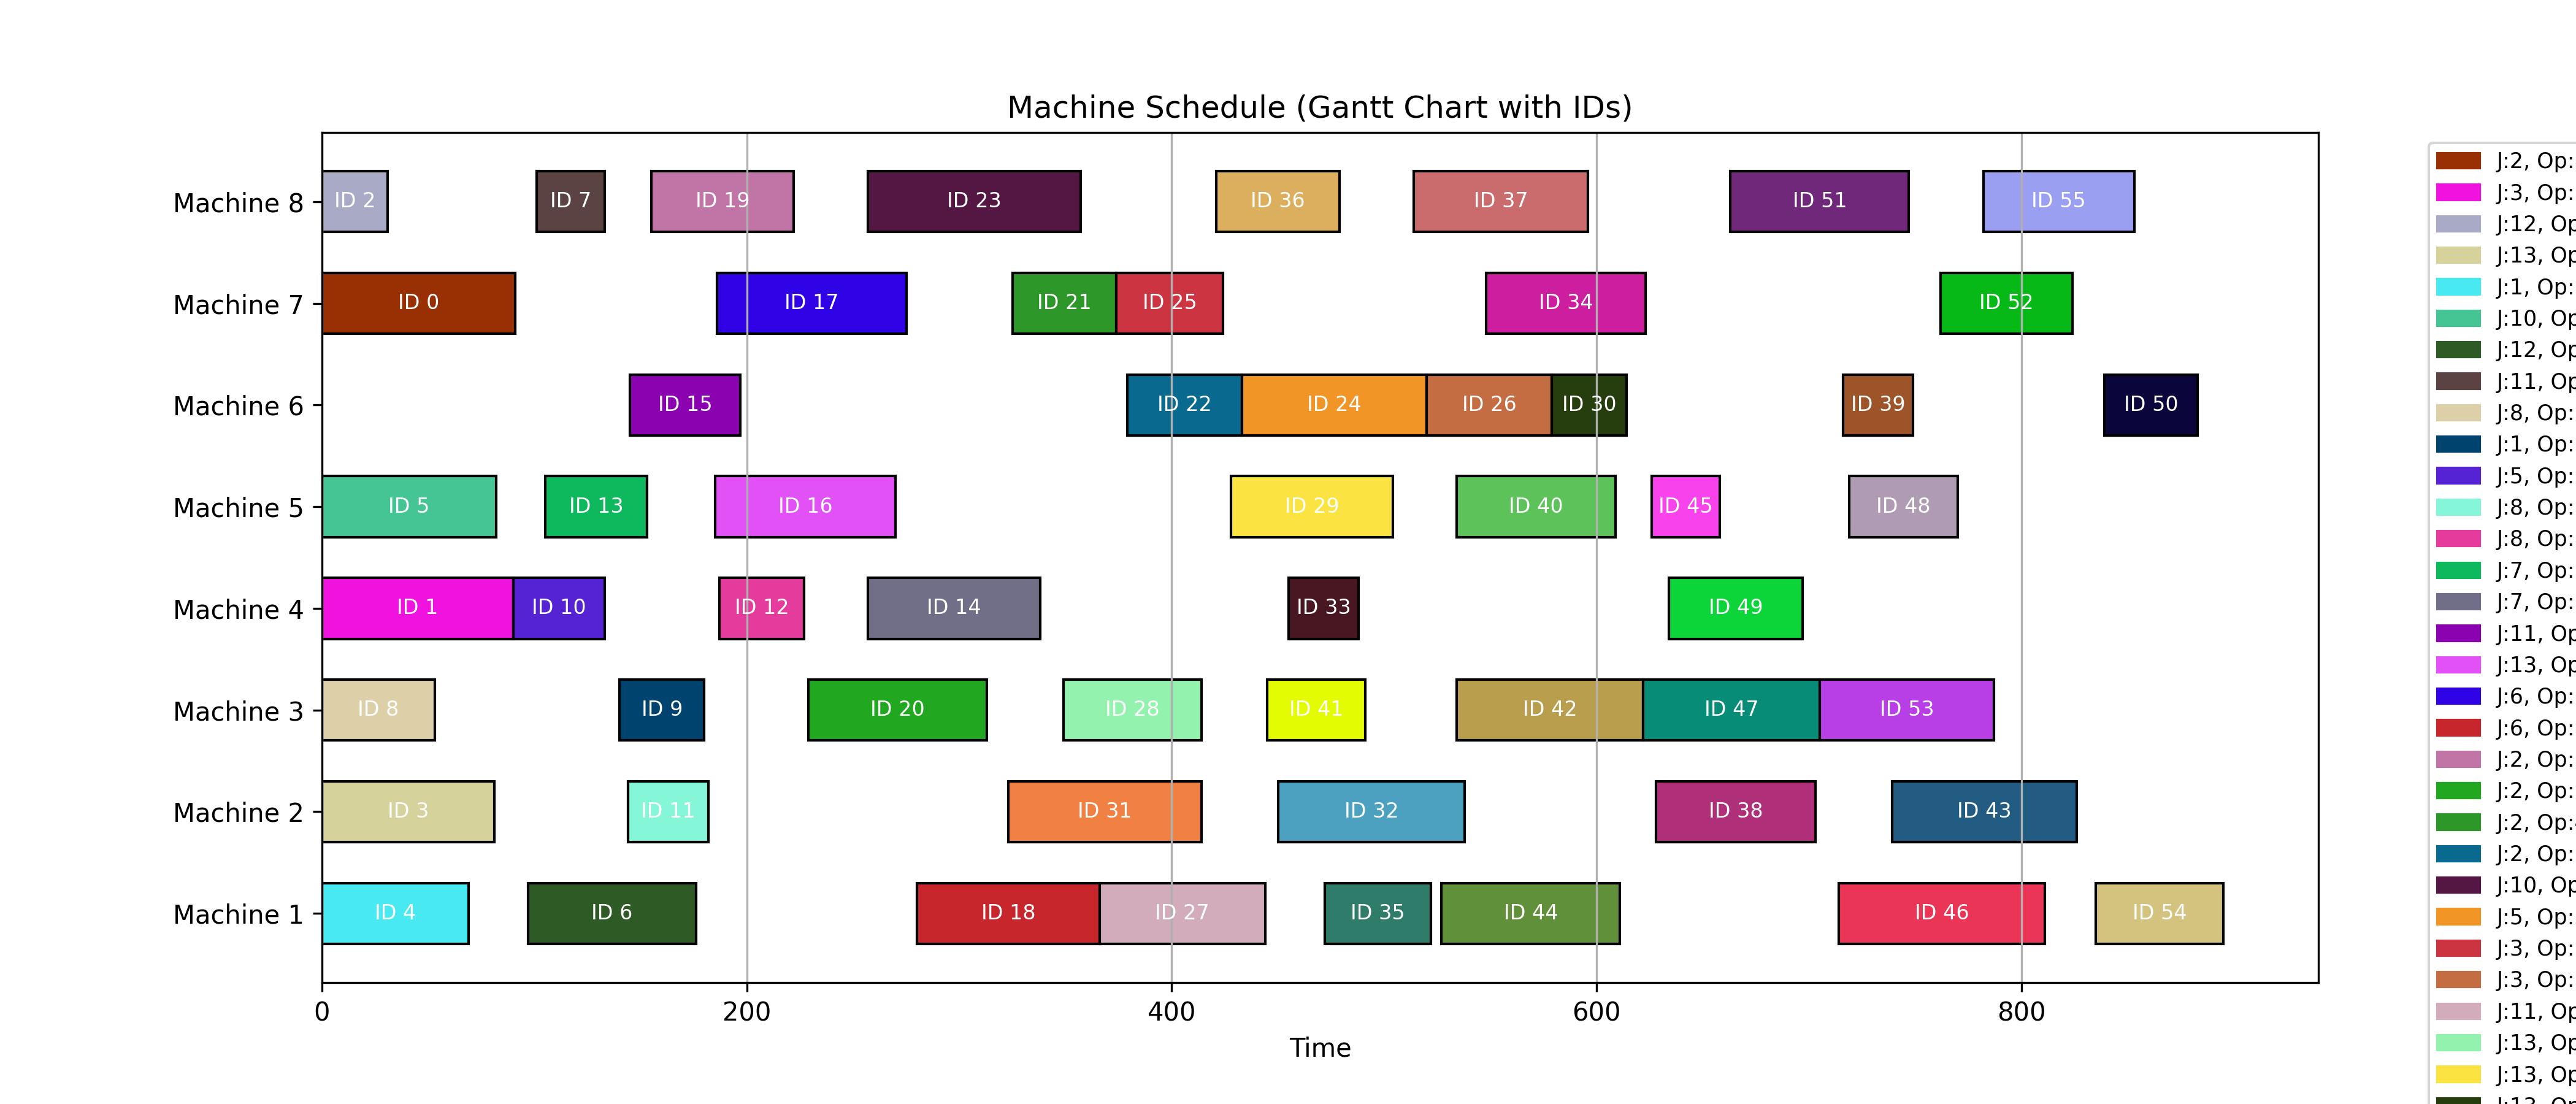 Machine Schedule (Gantt Chart with IDs)
Machine 8
ID 2
ID 7
ID 19
ID 23
ID 36
ID 37
ID 51
ID 55
Machine 7
ID 0
ID 17
ID 21
ID 25
ID 34
ID 52
Machine 6
ID 15
ID 22
ID 24
ID 26
ID 30
ID 39
ID 50
Machine 5
ID 5
ID 13
ID 16
ID 29
ID 40
ID 45
ID 48
Machine 4
ID 1
ID 10
ID 12
ID 14
ID 33
ID 49
Machine 3
ID 8
ID 9
ID 20
ID 28
ID 41
ID 42
ID 47
ID 53
Machine 2
ID 3
ID 11
ID 31
ID 32
ID 38
ID 43
Machine 1
ID 4
ID 6
ID 18
ID 27
ID 35
ID 44
ID 46
ID 54
0 200 400 600 800
Time
J:2, Op:
J:3, Op:
J:12, Op
J:13, Op
J:1, Op:
J:10, Op
J:12, Op
J:11, Op
J:8, Op:
J:1, Op:
J:5, Op:
J:8, Op:
J:8, Op:
J:7, Op:
J:7, Op:
J:11, Op
J:13, Op
J:6, Op:
J:6, Op:
J:2, Op:
J:2, Op:
J:2, Op:
J:2, Op:
J:10, Op
J:5, Op:
J:3, Op:
J:3, Op:
J:11, Op
J:13, Op
J:13, Op